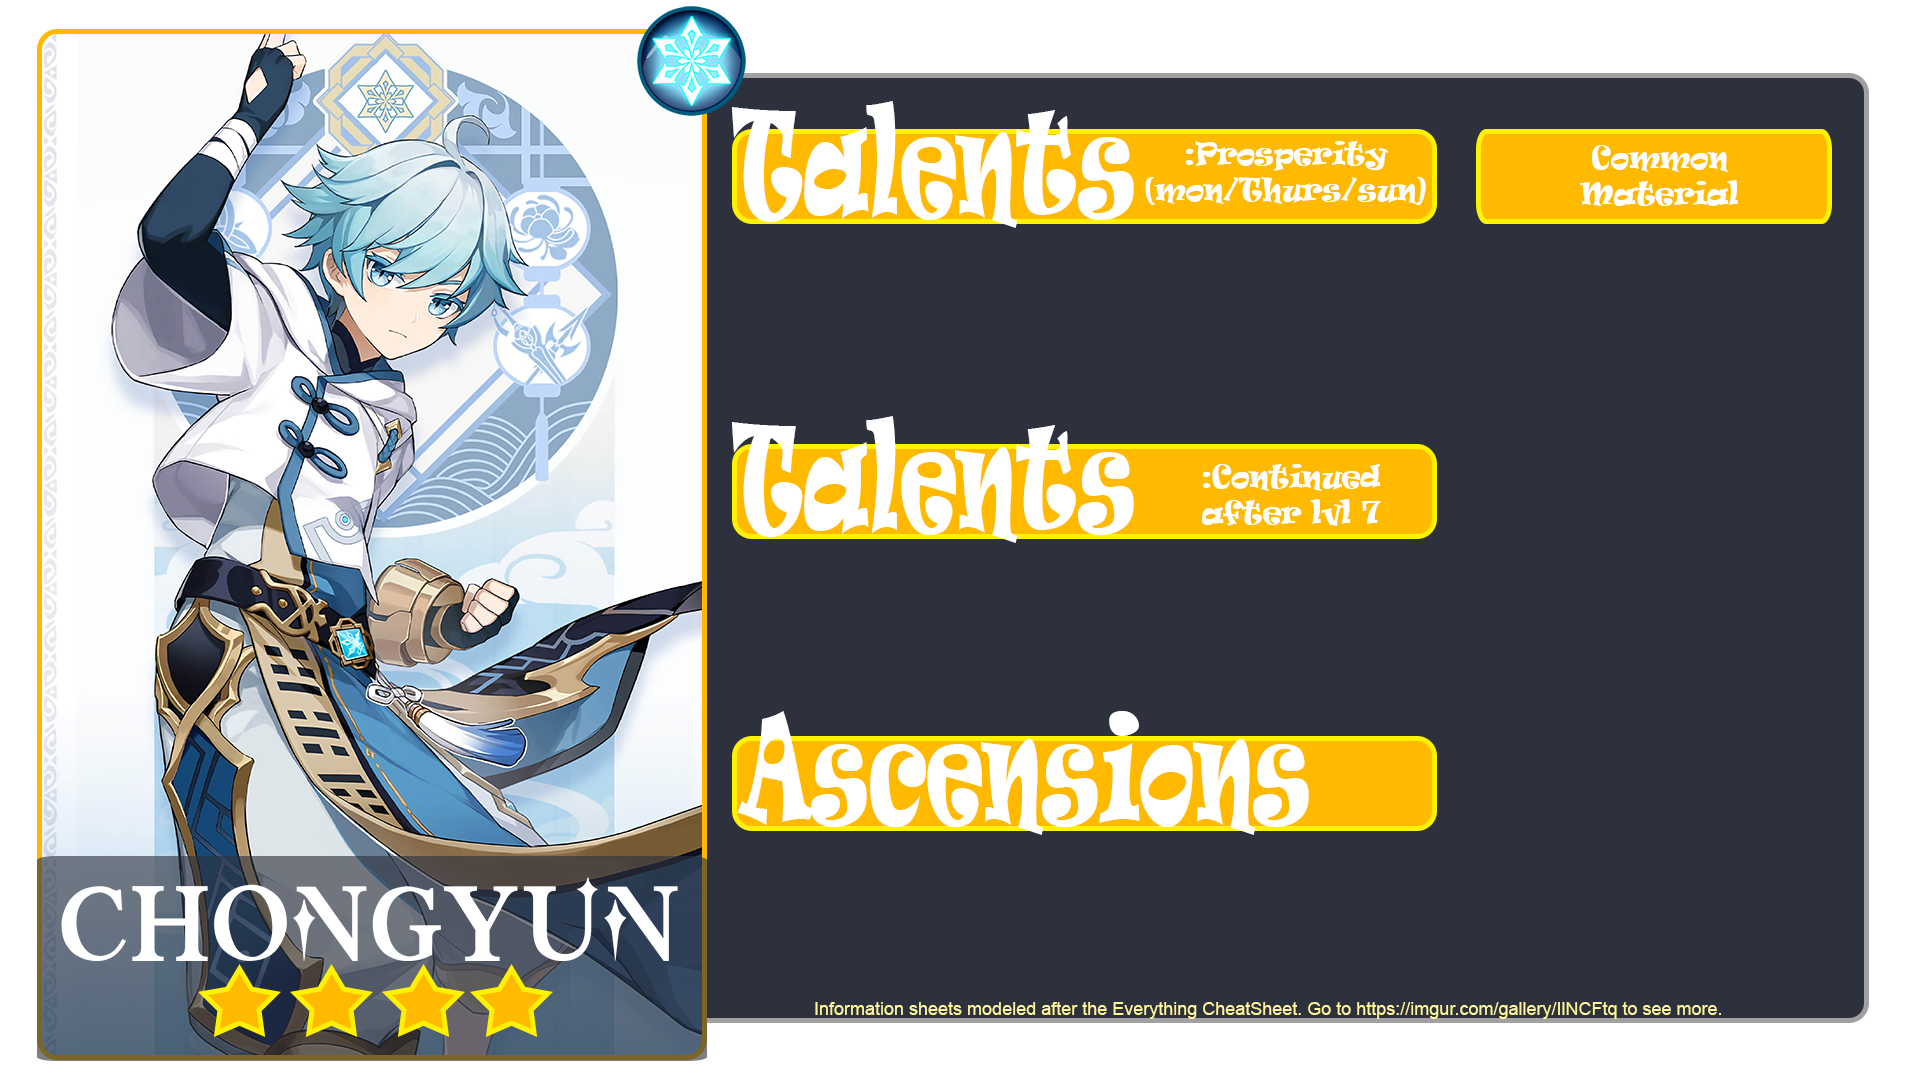 Talents
:Prosperity
(mon/Thurs/sun)
Common
Material
Talents
:Continued
after lvl 7
Ascensions
CHONGYUN
Information sheets modeled after the Everything CheatSheet. Go to https://imgur.com/gallery/IINCFtq to see more.